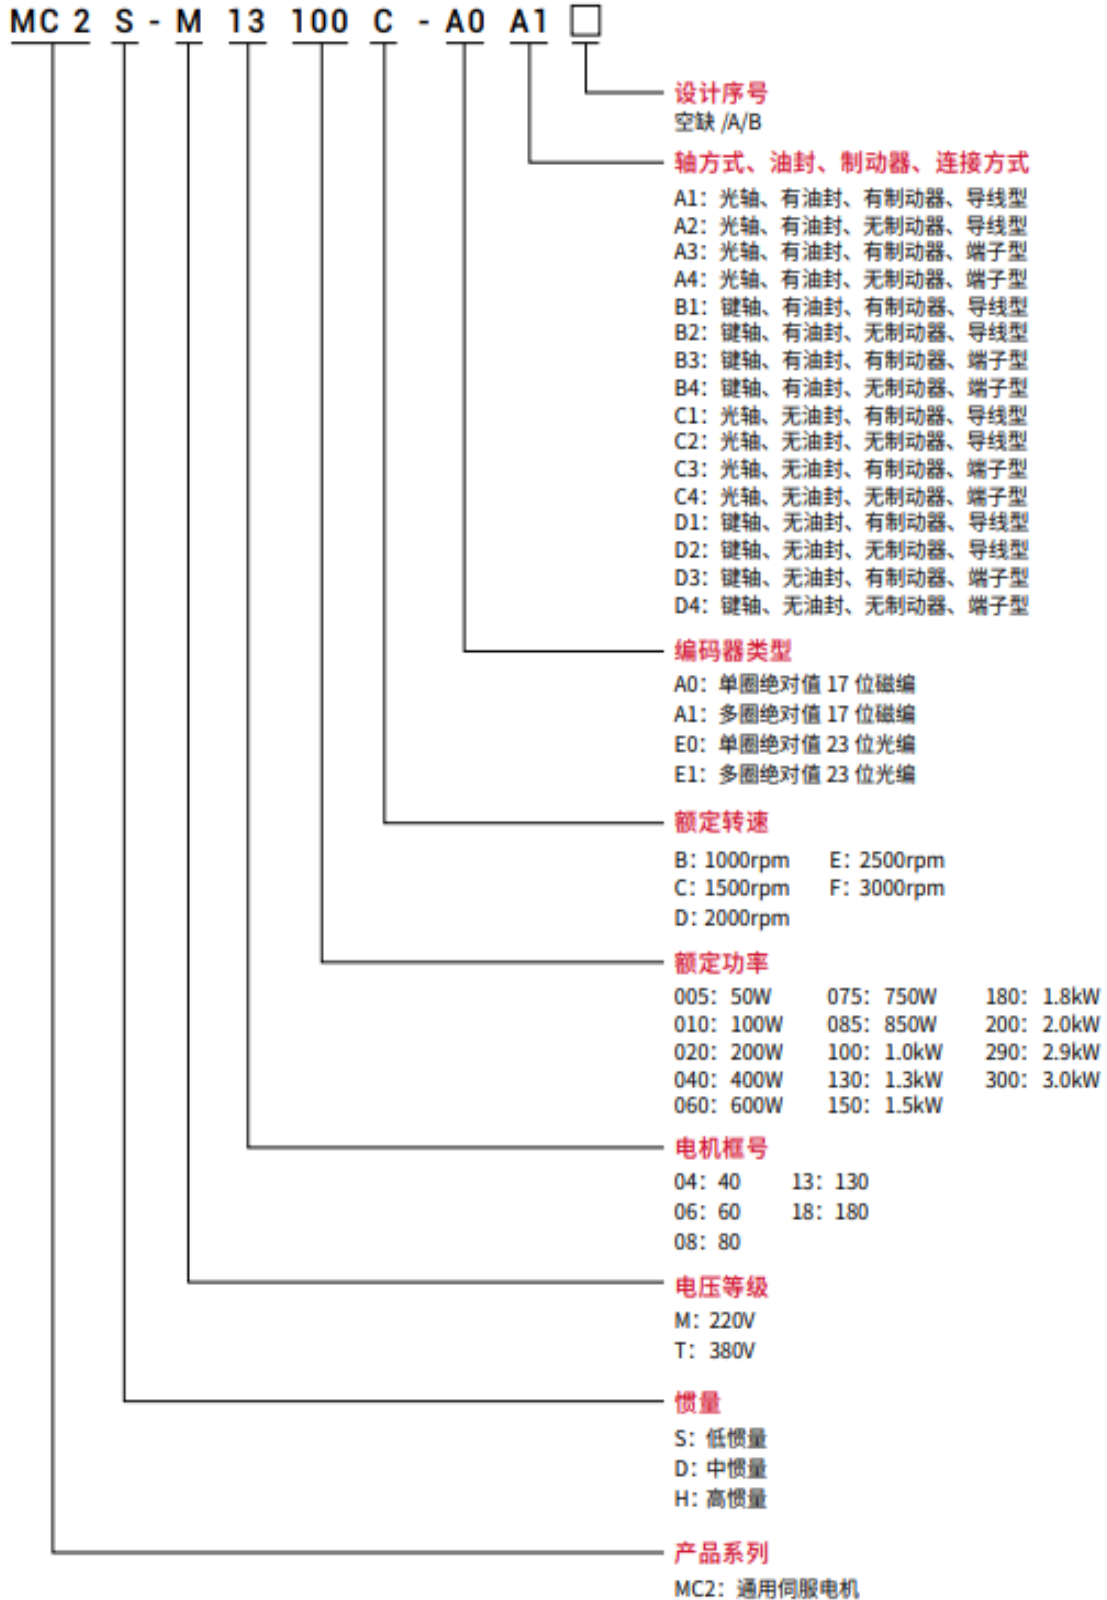 MC 2 S - M 13 100 C - A0 A1 □
设计序号
空缺 /A/B
轴方式、油封、制动器、连接方式
A1：光轴、有油封、有制动器、导线型
A2：光轴、有油封、无制动器、导线型
A3：光轴、有油封、有制动器、端子型
A4：光轴、有油封、无制动器、端子型
B1：键轴、有油封、有制动器、导线型
B2：键轴、有油封、无制动器、导线型
B3：键轴、有油封、有制动器、端子型
B4：键轴、有油封、无制动器、端子型
C1：光轴、无油封、有制动器、导线型
C2：光轴、无油封、无制动器、导线型
C3：光轴、无油封、有制动器、端子型
C4：光轴、无油封、无制动器、端子型
D1：键轴、无油封、有制动器、导线型
D2：键轴、无油封、无制动器、导线型
D3：键轴、无油封、有制动器、端子型
D4：键轴、无油封、无制动器、端子型
编码器类型
A0：单圈绝对值 17 位磁编
A1：多圈绝对值 17 位磁编
E0：单圈绝对值 23 位光编
E1：多圈绝对值 23 位光编
额定转速
B：1000rpm E：2500rpm
C：1500rpm F：3000rpm
D：2000rpm
额定功率
005：50W 075：750W 180：1.8kW
010：100W 085：850W 200：2.0kW
020：200W 100：1.0kW 290：2.9kW
040：400W 130：1.3kW 300：3.0kW
060：600W 150：1.5kW
电机框号
04：40 13：130
06：60 18：180
08：80
电压等级
M：220V
T：380V
惯量
S：低惯量
D：中惯量
H：高惯量
产品系列
MC2：通用伺服电机